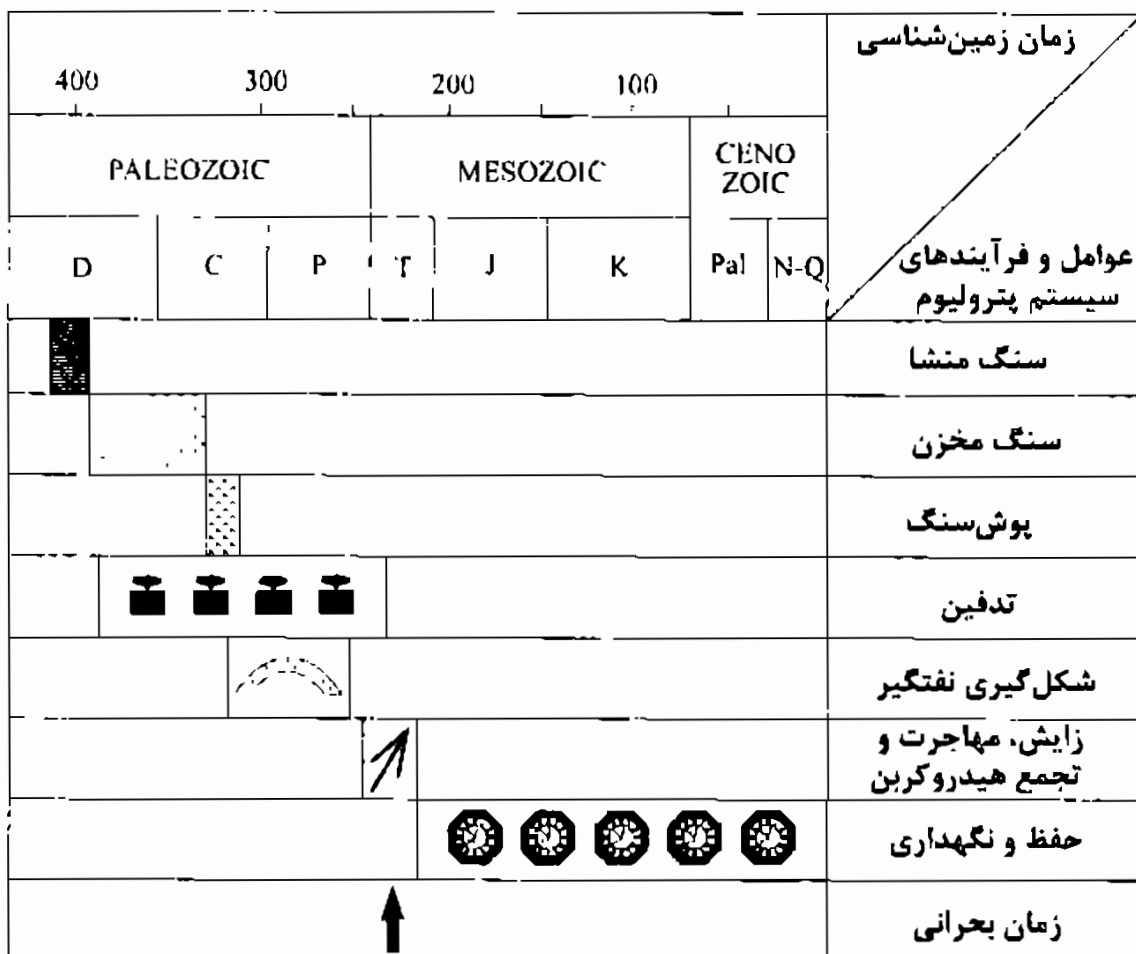 زمان زمین‌شناسی
400 300 200 100
PALEOZOIC MESOZOIC CENO
ZOIC
D C P T J K Pal N-Q
عوامل و فرآیندهای
سیستم پترولیوم
سنگ منشا
سنگ مخزن
پوش‌سنگ
تدفین
شکل‌گیری نفتگیر
زایش، مهاجرت و
تجمع هیدروکربن
حفظ و نگهداری
زمان بحرانی